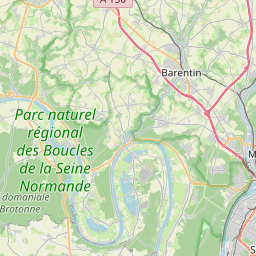 A 150
Barentin
Parc naturel
régional
des Boucles
de la Seine
Normande
domaniale
Brotonne
M
S